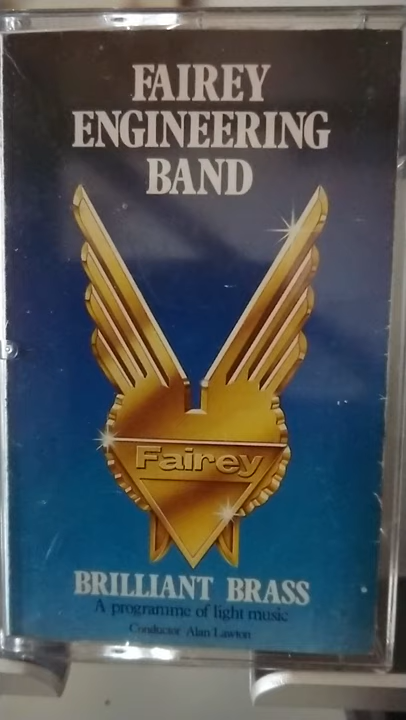 FAIREY
ENGINEERING
BAND
Fairey
BRILLIANT BRASS
A programme of light music
Conductor Alan Lawton